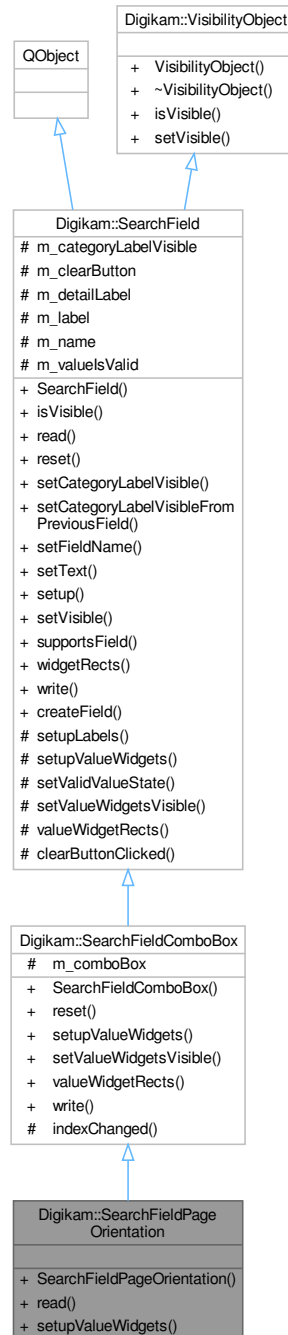 Digikam::VisibilityObject
+ VisibilityObject()
+ ~VisibilityObject()
+ isVisible()
+ setVisible()
QObject
Digikam::SearchField
# m_categoryLabelVisible
# m_clearButton
# m_detailLabel
# m_label
# m_name
# m_valueIsValid
+ SearchField()
+ isVisible()
+ read()
+ reset()
+ setCategoryLabelVisible()
+ setCategoryLabelVisibleFrom
PreviousField()
+ setFieldName()
+ setText()
+ setup()
+ setVisible()
+ supportsField()
+ widgetRects()
+ write()
+ createField()
# setupLabels()
# setupValueWidgets()
# setValidValueState()
# setValueWidgetsVisible()
# valueWidgetRects()
# clearButtonClicked()
Digikam::SearchFieldComboBox
# m_comboBox
+ SearchFieldComboBox()
+ reset()
+ setupValueWidgets()
+ setValueWidgetsVisible()
+ valueWidgetRects()
+ write()
# indexChanged()
Digikam::SearchFieldPage
Orientation
+ SearchFieldPageOrientation()
+ read()
+ setupValueWidgets()